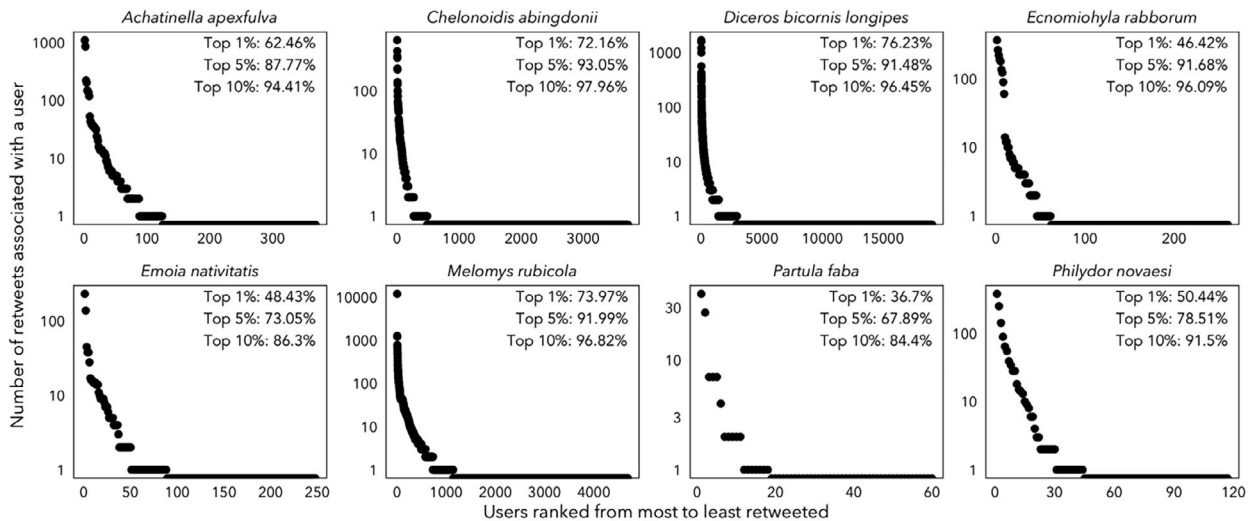 Achatinella apexfulva
Chelonoidis abingdonii
Diceros bicornis longipes
Ecnomiohyla rabborum
Number of retweets associated with a user
1000
100
10
1
Top 1%: 62.46%
Top 5%: 87.77%
Top 10%: 94.41%
0 100 200 300
100
10
1
Top 1%: 72.16%
Top 5%: 93.05%
Top 10%: 97.96%
0 1000 2000 3000
1000
100
10
1
Top 1%: 76.23%
Top 5%: 91.48%
Top 10%: 96.45%
0 5000 10000 15000
100
10
1
Top 1%: 46.42%
Top 5%: 91.68%
Top 10%: 96.09%
0 100 200
Emoia nativitatis
Melomys rubicola
Partula faba
Philydor novaesi
100
10
1
Top 1%: 48.43%
Top 5%: 73.05%
Top 10%: 86.3%
0 50 100 150 200 250
10000
1000
100
10
1
Top 1%: 73.97%
Top 5%: 91.99%
Top 10%: 96.82%
0 1000 2000 3000 4000
30
10
3
1
Top 1%: 36.7%
Top 5%: 67.89%
Top 10%: 84.4%
0 20 40 60
100
10
1
Top 1%: 50.44%
Top 5%: 78.51%
Top 10%: 91.5%
0 30 60 90 120
Users ranked from most to least retweeted